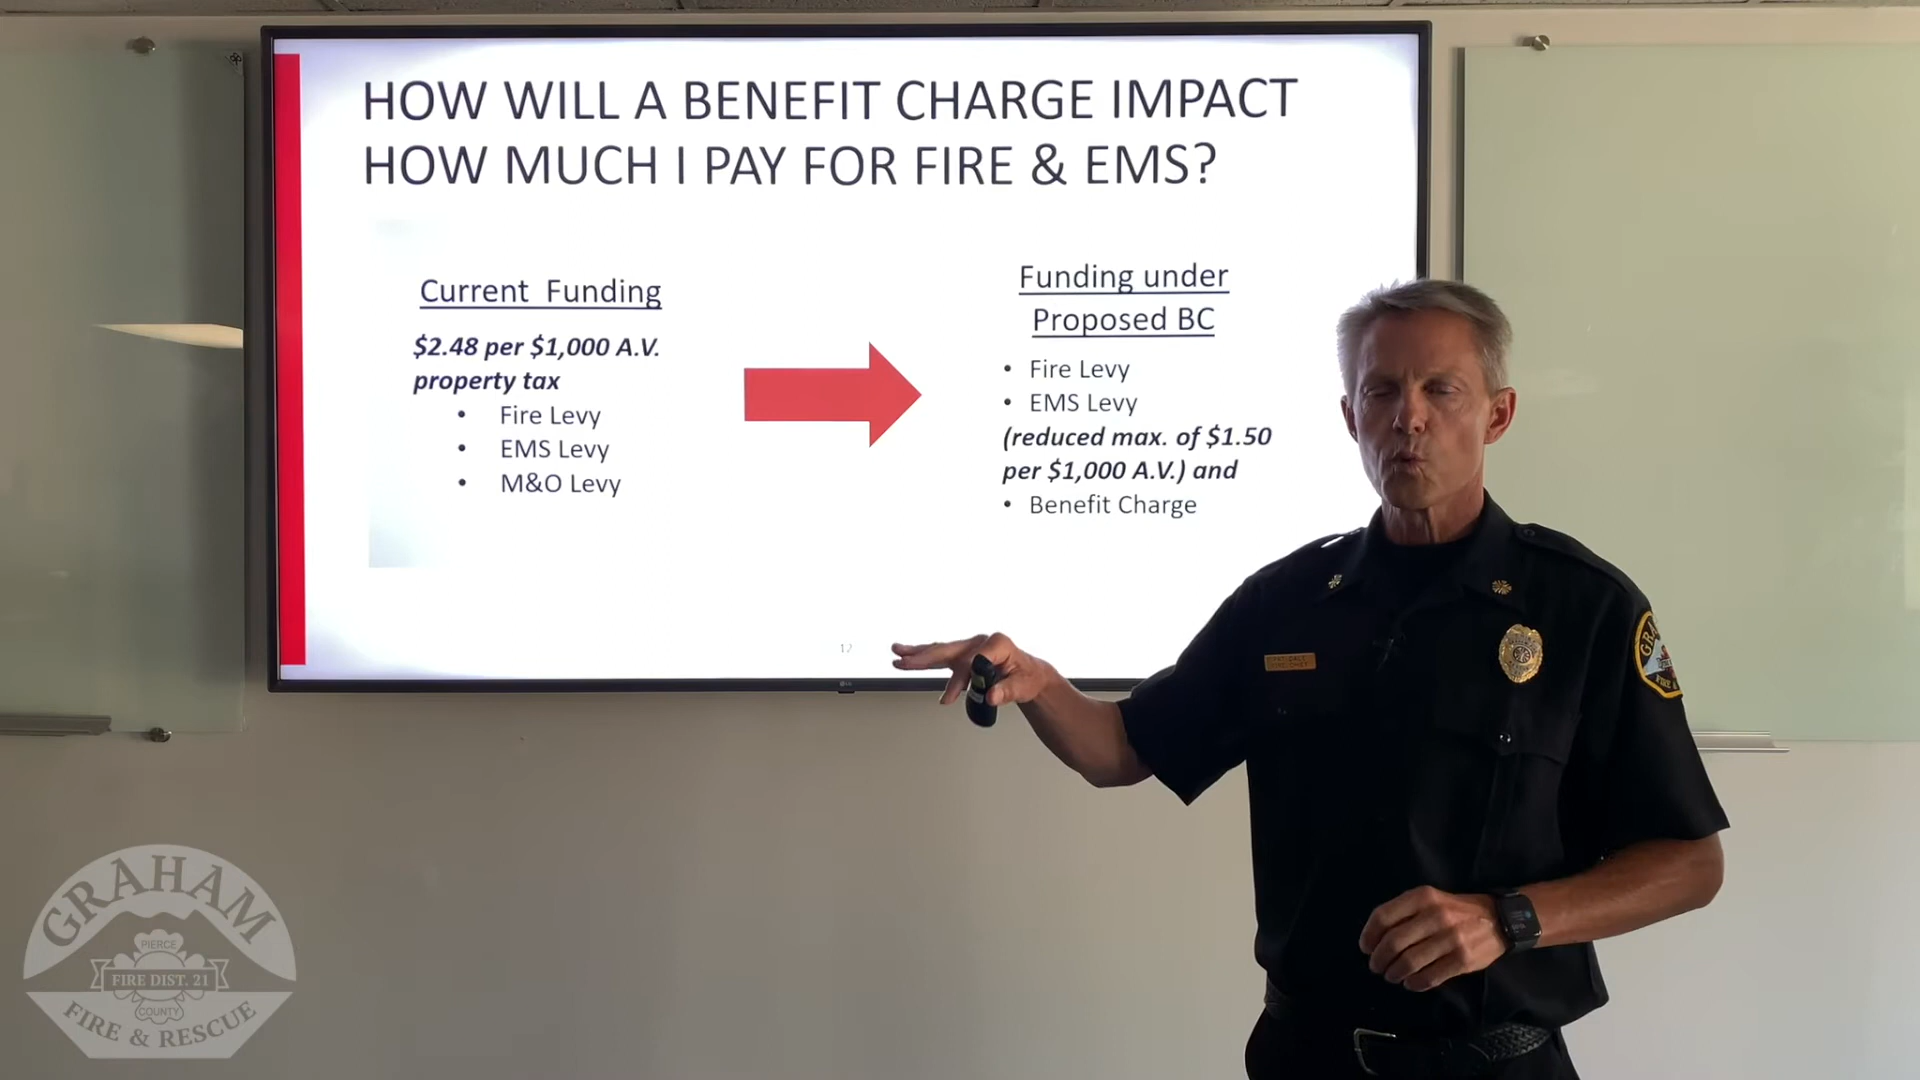 HOW WILL A BENEFIT CHARGE IMPACT
HOW MUCH I PAY FOR FIRE & EMS?
Current Funding
$2.48 per $1,000 A.V.
property tax
• Fire Levy
• EMS Levy
• M&O Levy
Funding under
Proposed BC
• Fire Levy
• EMS Levy
(reduced max. of $1.50
per $1,000 A.V.) and
• Benefit Charge
12
LG
GRAHAM
PIERCE
FIRE DIST. 21
COUNTY
FIRE & RESCUE